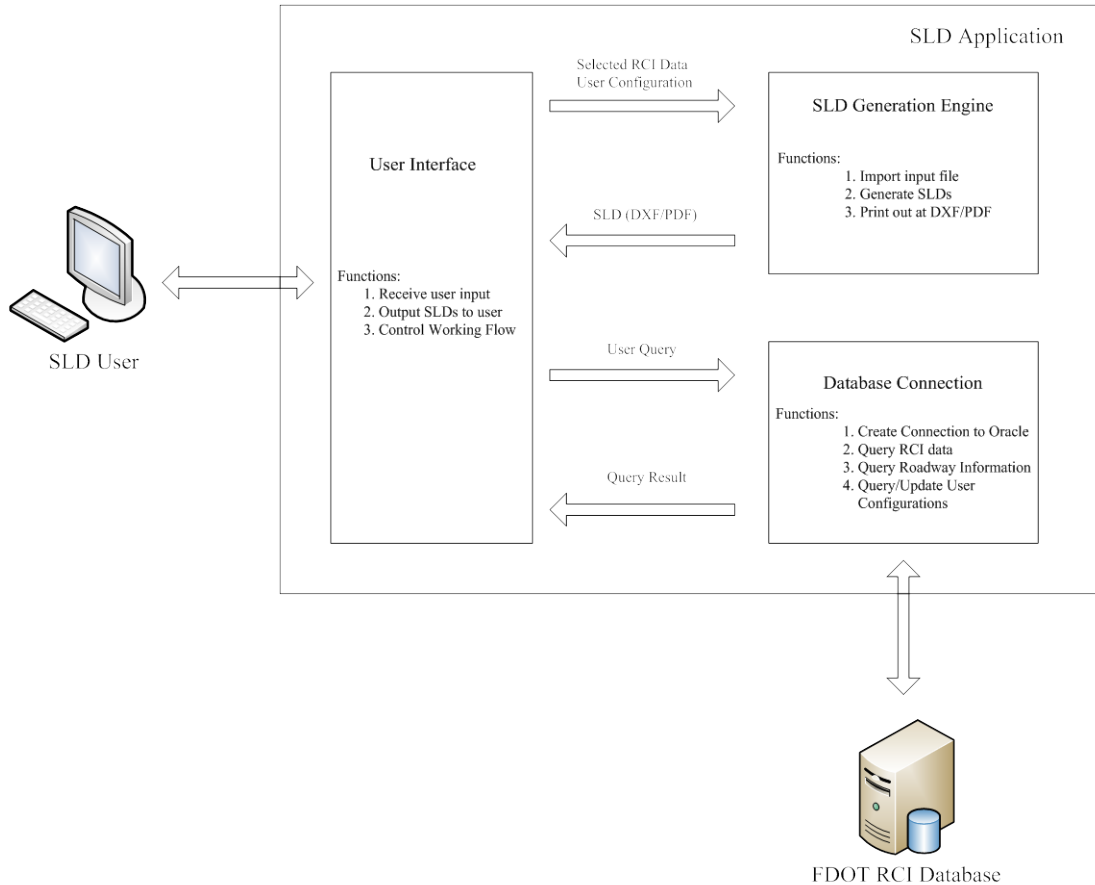 SLD Application
Selected RCI Data
User Configuration
SLD Generation Engine
Functions:
1. Import input file
2. Generate SLDs
3. Print out at DXF/PDF
User Interface
SLD (DXF/PDF)
Functions:
1. Receive user input
2. Output SLDs to user
3. Control Working Flow
SLD User
User Query
Database Connection
Functions:
1. Create Connection to Oracle
2. Query RCI data
3. Query Roadway Information
4. Query/Update User
Configurations
Query Result
FDOT RCI Database